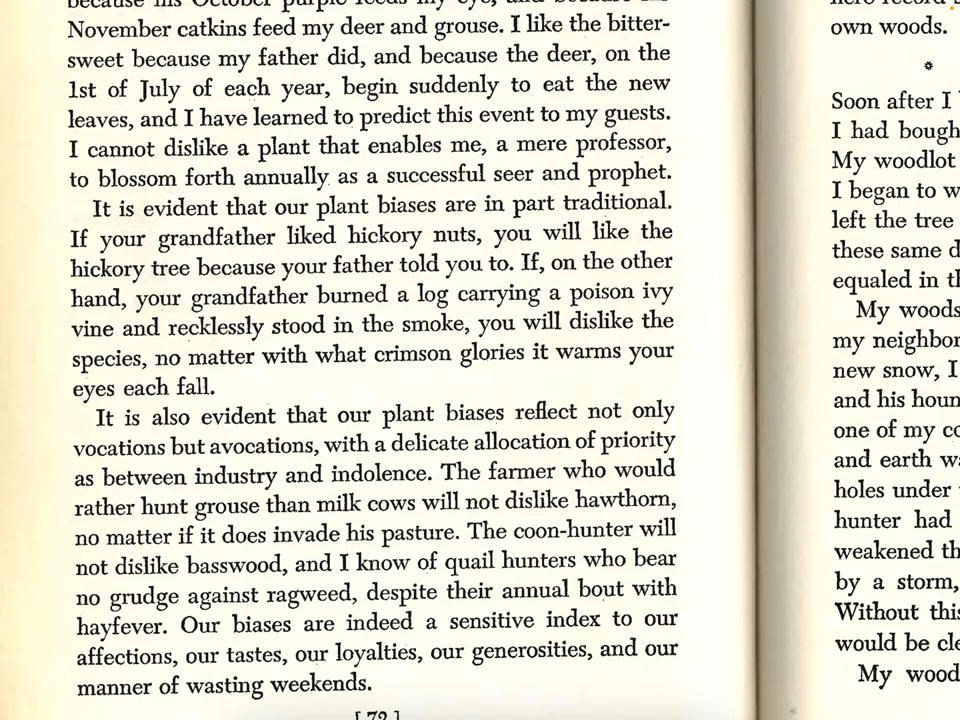 November catkins feed my deer and grouse. I like the bitter-
sweet because my father did, and because the deer, on the
1st of July of each year, begin suddenly to eat the new
leaves, and I have learned to predict this event to my guests.
I cannot dislike a plant that enables me, a mere professor,
to blossom forth annually as a successful seer and prophet.
It is evident that our plant biases are in part traditional.
If your grandfather liked hickory nuts, you will like the
hickory tree because your father told you to. If, on the other
hand, your grandfather burned a log carrying a poison ivy
vine and recklessly stood in the smoke, you will dislike the
species, no matter with what crimson glories it warms your
eyes each fall.
It is also evident that our plant biases reflect not only
vocations but avocations, with a delicate allocation of priority
as between industry and indolence. The farmer who would
rather hunt grouse than milk cows will not dislike hawthorn,
no matter if it does invade his pasture. The coon-hunter will
not dislike basswood, and I know of quail hunters who bear
no grudge against ragweed, despite their annual bout with
hayfever. Our biases are indeed a sensitive index to our
affections, our tastes, our loyalties, our generosities, and our
manner of wasting weekends.
[ 72 ]
own woods.
Soon after I
I had bough
My woodlot
I began to w
left the tree
these same d
equaled in th
My woods
my neighbor
new snow, I
and his houn
one of my co
and earth wa
holes under
hunter had
weakened th
by a storm,
Without this
would be cle
My wood